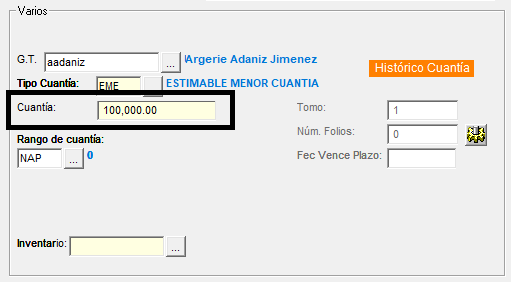 Varios
G.T. aadaniz ... Argerie Adaniz Jimenez
Histórico Cuantía
Tipo Cuantía: EME ESTIMABLE MENOR CUANTIA
Cuantía: 100,000.00
Tomo: 1
Núm. Folios: 0
Rango de cuantía:
NAP ... 0
Fec Vence Plazo:
Inventario: ...